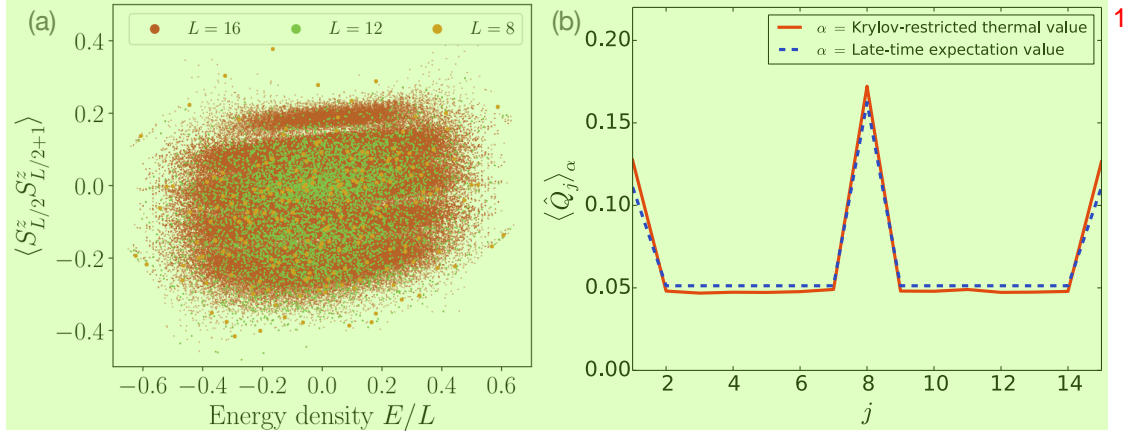 (a)
L = 16 L = 12 L = 8
0.4
0.2
0.0
−0.2
−0.4
⟨S^z_{L/2} S^z_{L/2+1}⟩
−0.6 −0.4 −0.2 0.0 0.2 0.4 0.6
Energy density E/L
(b)
α = Krylov-restricted thermal value
α = Late-time expectation value
0.20
0.15
0.10
0.05
0.00
⟨Q̂_j⟩_α
2 4 6 8 10 12 14
j
1